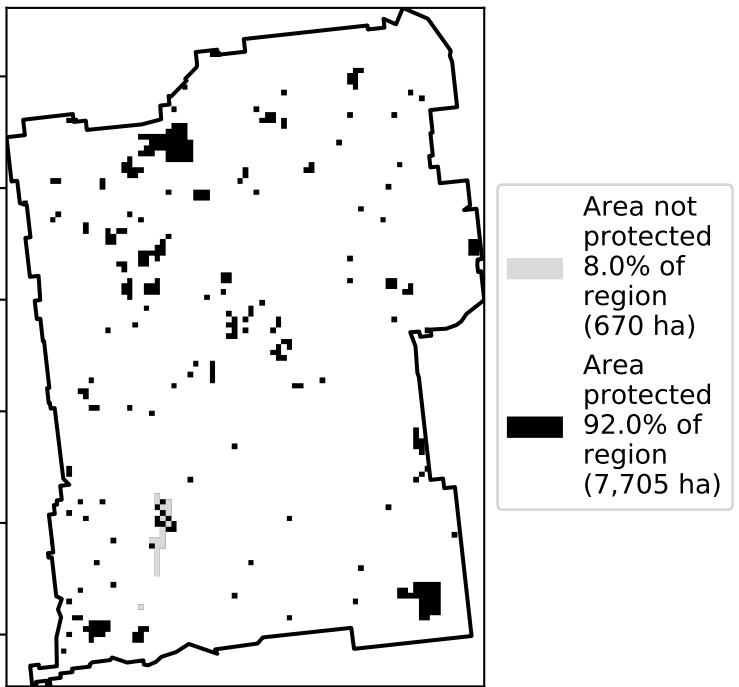 Area not
protected
8.0% of
region
(670 ha)
Area
protected
92.0% of
region
(7,705 ha)